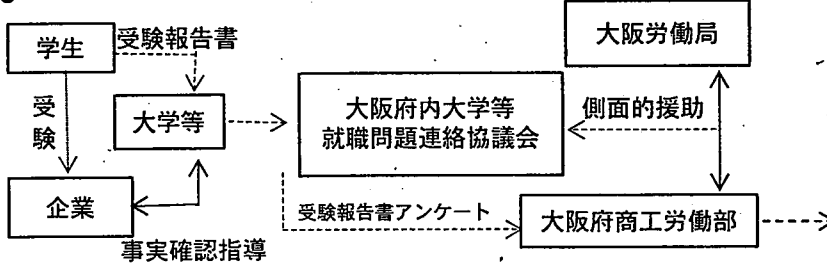 学生
受験報告書
大阪労働局
受験
大学等
大阪府内大学等
就職問題連絡協議会
側面的援助
企業
受験報告書アンケート
大阪府商工労働部
事実確認指導